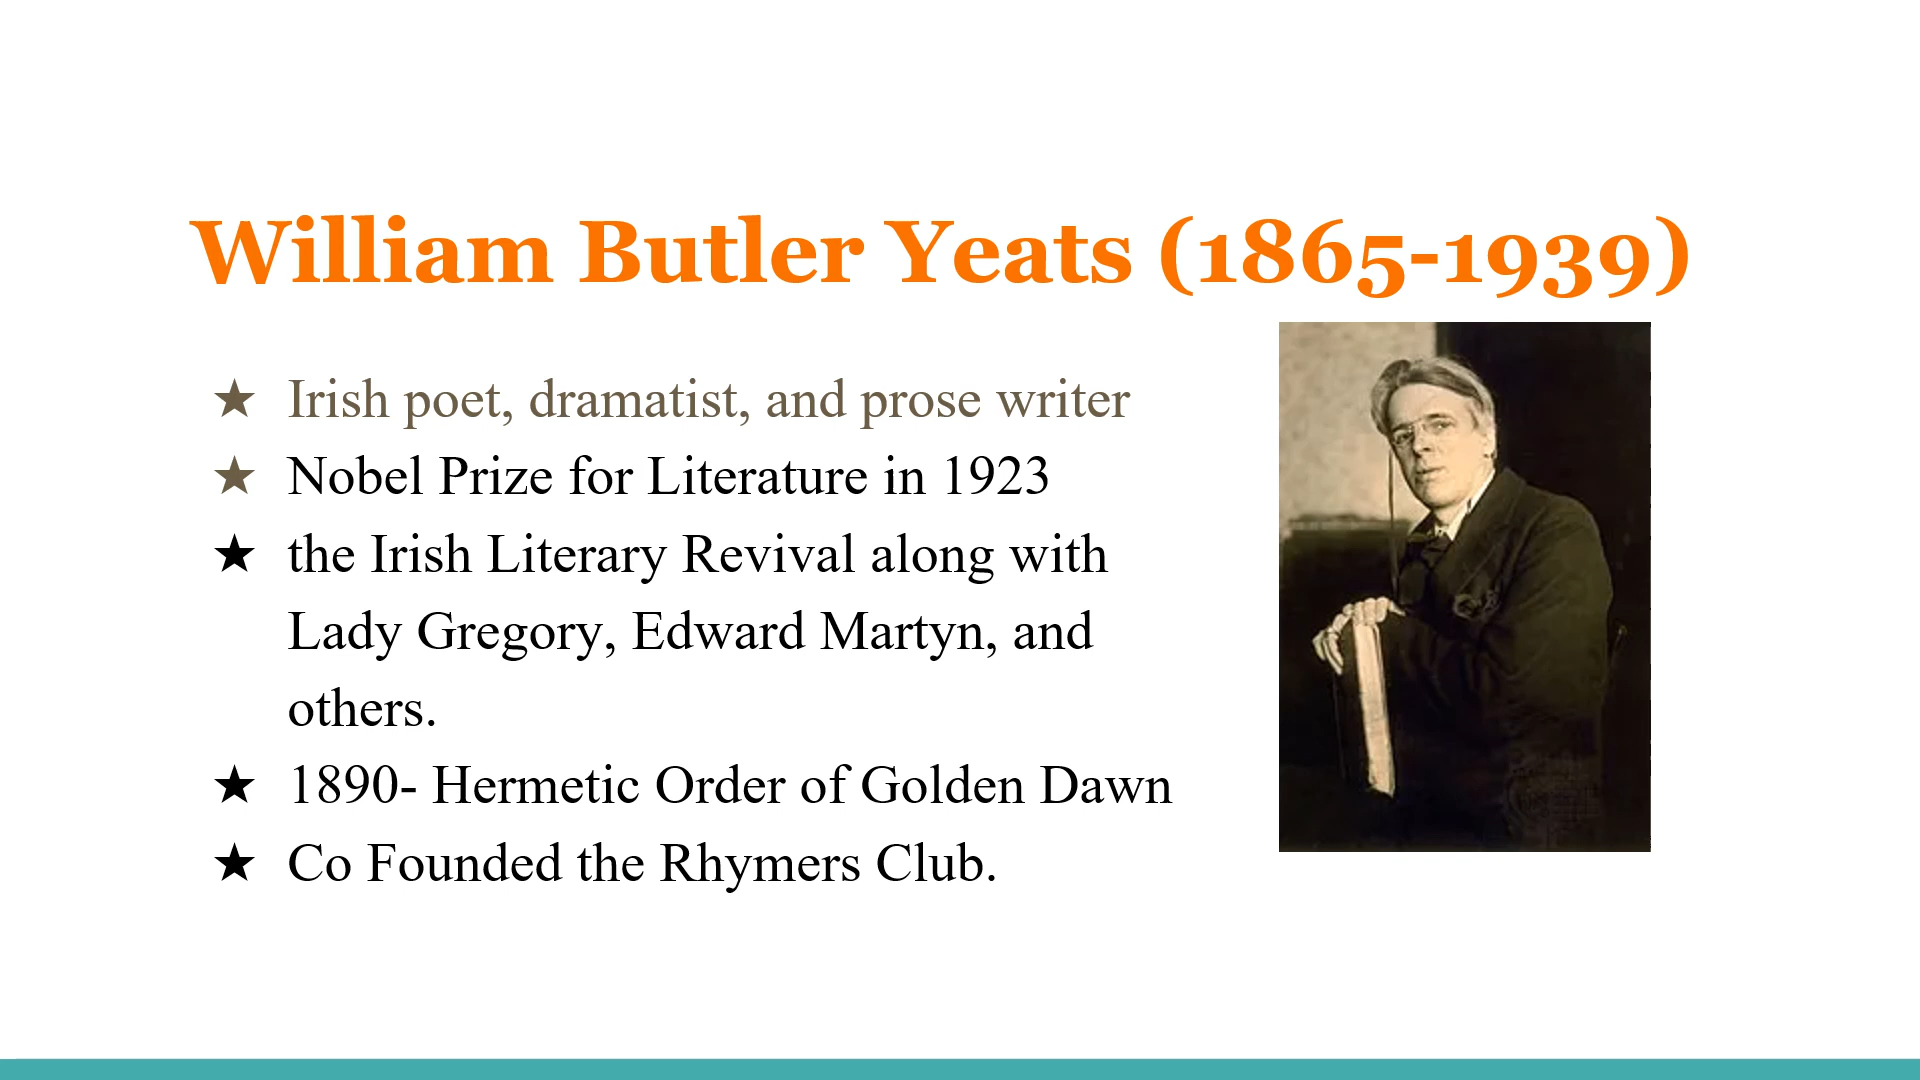 William Butler Yeats (1865-1939)
★ Irish poet, dramatist, and prose writer
★ Nobel Prize for Literature in 1923
★ the Irish Literary Revival along with
Lady Gregory, Edward Martyn, and
others.
★ 1890- Hermetic Order of Golden Dawn
★ Co Founded the Rhymers Club.